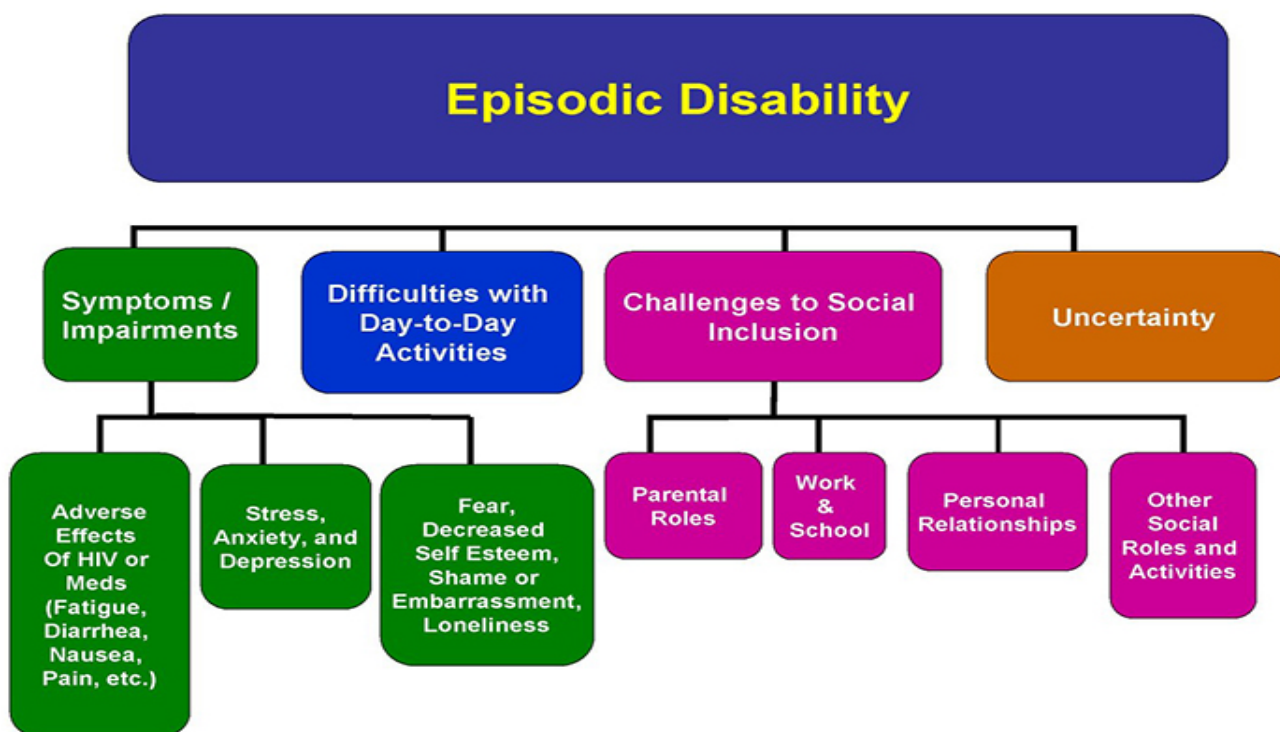 Episodic Disability
Symptoms /
Impairments
Difficulties with
Day-to-Day
Activities
Challenges to Social
Inclusion
Uncertainty
Adverse
Effects
Of HIV or
Meds
(Fatigue,
Diarrhea,
Nausea,
Pain, etc.)
Stress,
Anxiety, and
Depression
Fear,
Decreased
Self Esteem,
Shame or
Embarrassment,
Loneliness
Parental
Roles
Work
&
School
Personal
Relationships
Other
Social
Roles and
Activities